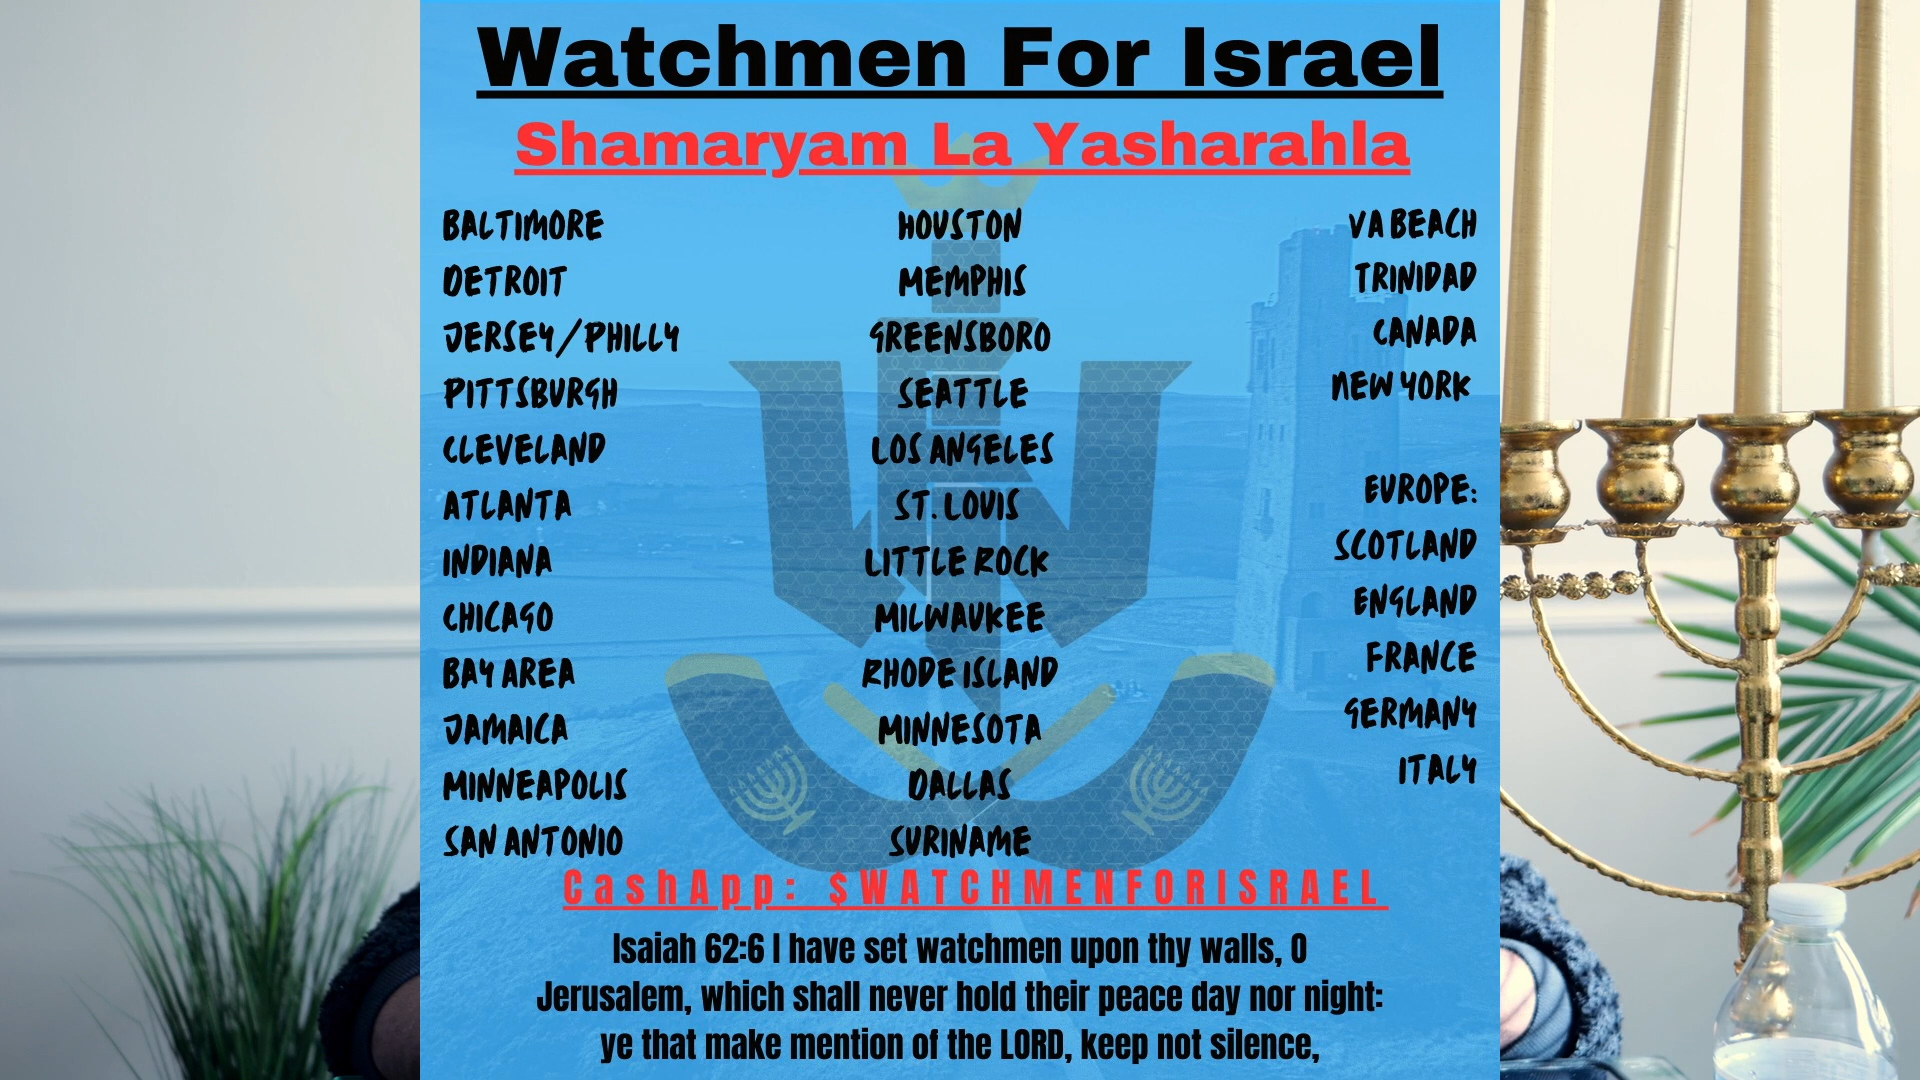 Watchmen For Israel
Shamaryam La Yasharahla
BALTIMORE
DETROIT
JERSEY/PHILLY
PITTSBURGH
CLEVELAND
ATLANTA
INDIANA
CHICAGO
BAY AREA
JAMAICA
MINNEAPOLIS
SAN ANTONIO
HOUSTON
MEMPHIS
GREENSBORO
SEATTLE
LOS ANGELES
ST. LOUIS
LITTLE ROCK
MILWAUKEE
RHODE ISLAND
MINNESOTA
DALLAS
SURINAME
VA BEACH
TRINIDAD
CANADA
NEW YORK
EUROPE:
SCOTLAND
ENGLAND
FRANCE
GERMANY
ITALY
CashApp: $WATCHMENFORISRAEL
Isaiah 62:6 I have set watchmen upon thy walls, O
Jerusalem, which shall never hold their peace day nor night:
ye that make mention of the LORD, keep not silence,